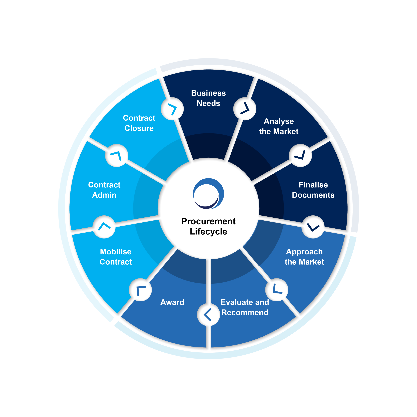 Business
Needs
Analyse
the Market
Finalise
Documents
Approach
the Market
Evaluate and
Recommend
Award
Mobilise
Contract
Contract
Admin
Contract
Closure
Procurement
Lifecycle